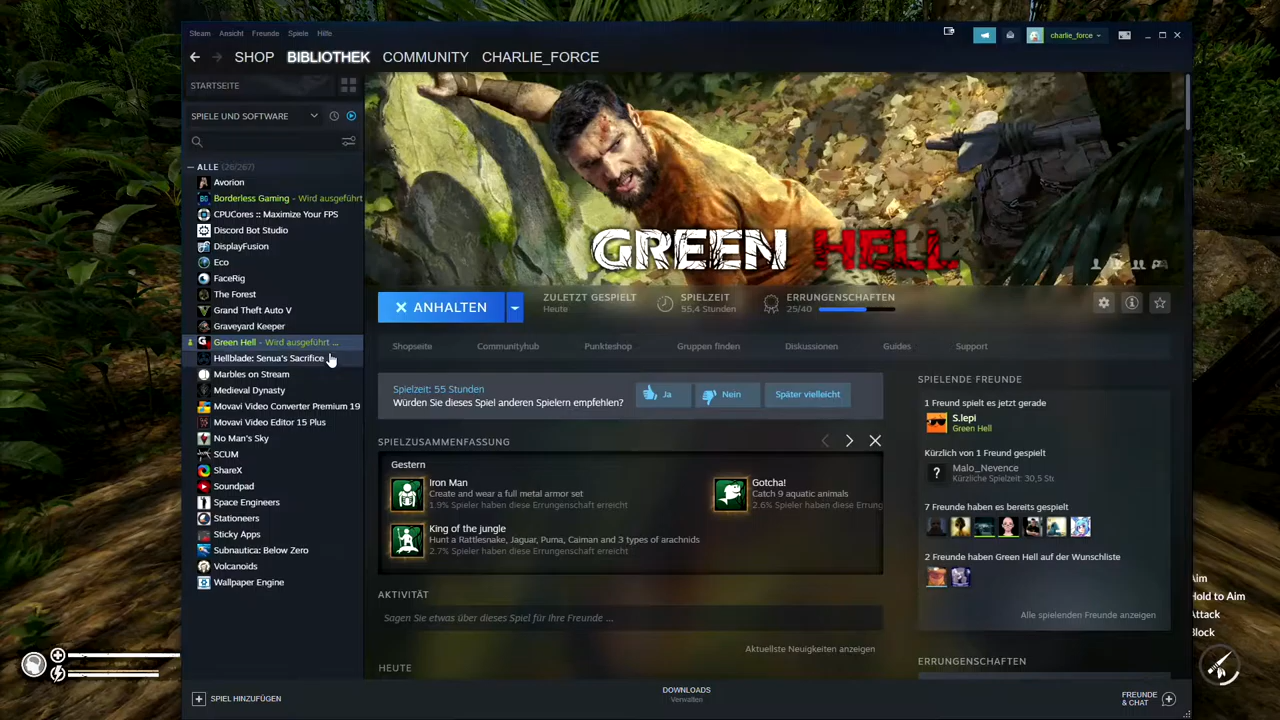 Steam Ansicht Freunde Spiele Hilfe
charlie_force
SHOP BIBLIOTHEK COMMUNITY CHARLIE_FORCE
STARTSEITE
SPIELE UND SOFTWARE
ALLE (26/267)
Avorion
Borderless Gaming - Wird ausgeführt
CPUCores :: Maximize Your FPS
Discord Bot Studio
DisplayFusion
Eco
FaceRig
The Forest
Grand Theft Auto V
Graveyard Keeper
Green Hell - Wird ausgeführt ...
Hellblade: Senua's Sacrifice
Marbles on Stream
Medieval Dynasty
Movavi Video Converter Premium 19
Movavi Video Editor 15 Plus
No Man's Sky
SCUM
ShareX
Soundpad
Space Engineers
Stationeers
Sticky Apps
Subnautica: Below Zero
Volcanoids
Wallpaper Engine
SPIEL HINZUFÜGEN
GREEN HELL
ANHALTEN
ZULETZT GESPIELT
Heute
SPIELZEIT
55,4 Stunden
ERRUNGENSCHAFTEN
25/40
Shopseite Communityhub Punkteshop Gruppen finden Diskussionen Guides Support
Spielzeit: 55 Stunden
Würden Sie dieses Spiel anderen Spielern empfehlen?
Ja Nein Später vielleicht
SPIELZUSAMMENFASSUNG
Gestern
Iron Man
Create and wear a full metal armor set
1.9% Spieler haben diese Errungenschaft erreicht
Gotcha!
Catch 9 aquatic animals
2.6% Spieler haben diese Errungenschaft
King of the jungle
Hunt a Rattlesnake, Jaguar, Puma, Caiman and 3 types of arachnids
2.7% Spieler haben diese Errungenschaft erreicht
AKTIVITÄT
Sagen Sie etwas über dieses Spiel für Ihre Freunde ...
Aktuellste Neuigkeiten anzeigen
HEUTE
SPIELENDE FREUNDE
1 Freund spielt es jetzt gerade
S.lepi
Green Hell
Kürzlich von 1 Freund gespielt
Malo_Nevence
Kürzliche Spielzeit: 30,5 Stc
7 Freunde haben es bereits gespielt
2 Freunde haben Green Hell auf der Wunschliste
Alle spielenden Freunde anzeigen
ERRUNGENSCHAFTEN
DOWNLOADS
Verwalten
FREUNDE
& CHAT
Aim
Hold to Aim
Attack
Block